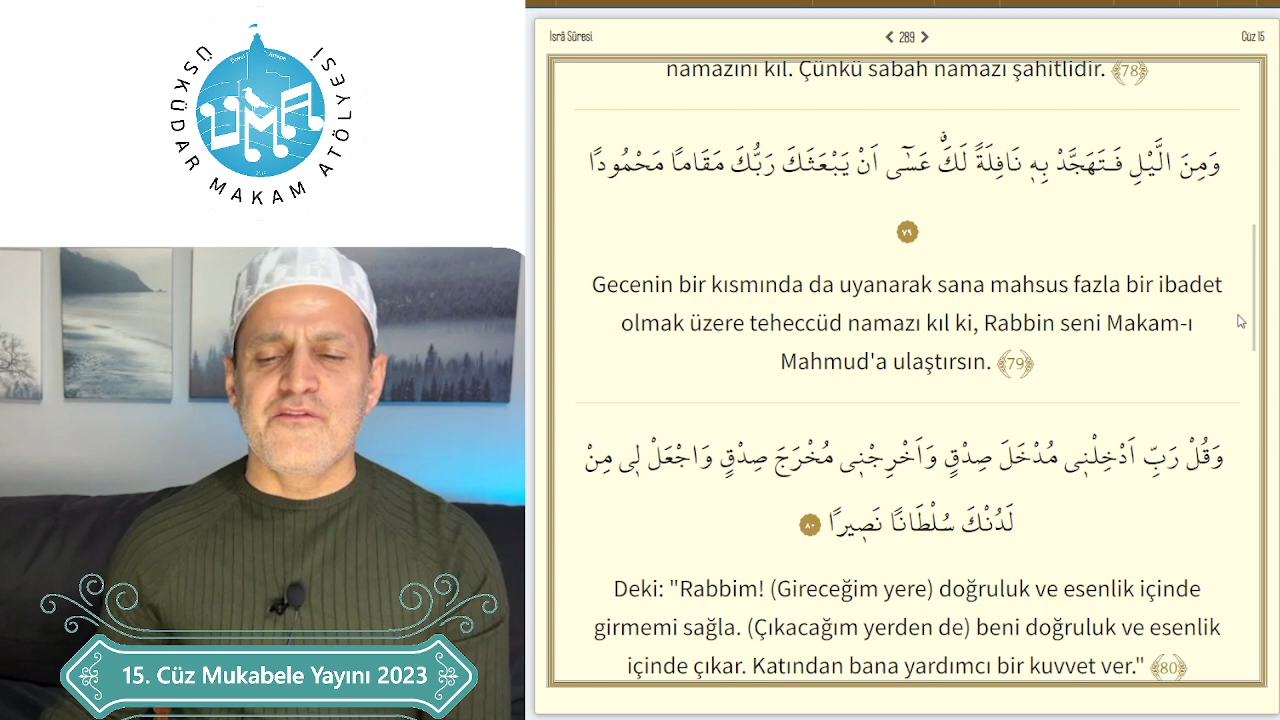 ÜSKÜDAR MAKAM ATÖLYESİ
İsrâ Sûresi
289
Cüz 15
namazını kıl. Çünkü sabah namazı şahitlidir. ﴾78﴿
وَمِنَ الَّيْلِ فَتَهَجَّدْ بِه۪ نَافِلَةً لَكَۗ عَسٰٓى اَنْ يَبْعَثَكَ رَبُّكَ مَقَامًا مَحْمُودًا
٧٩
Gecenin bir kısmında da uyanarak sana mahsus fazla bir ibadet
olmak üzere teheccüd namazı kıl ki, Rabbin seni Makam-ı
Mahmud'a ulaştırsın. ﴾79﴿
وَقُلْ رَبِّ اَدْخِلْن۪ى مُدْخَلَ صِدْقٍ وَاَخْرِجْن۪ى مُخْرَجَ صِدْقٍ وَاجْعَلْ ل۪ى مِنْ
لَدُنْكَ سُلْطَانًا نَص۪يرًا ٨٠
Deki: "Rabbim! (Gireceğim yere) doğruluk ve esenlik içinde
girmemi sağla. (Çıkacağım yerden de) beni doğruluk ve esenlik
içinde çıkar. Katından bana yardımcı bir kuvvet ver." ﴾80﴿
15. Cüz Mukabele Yayını 2023